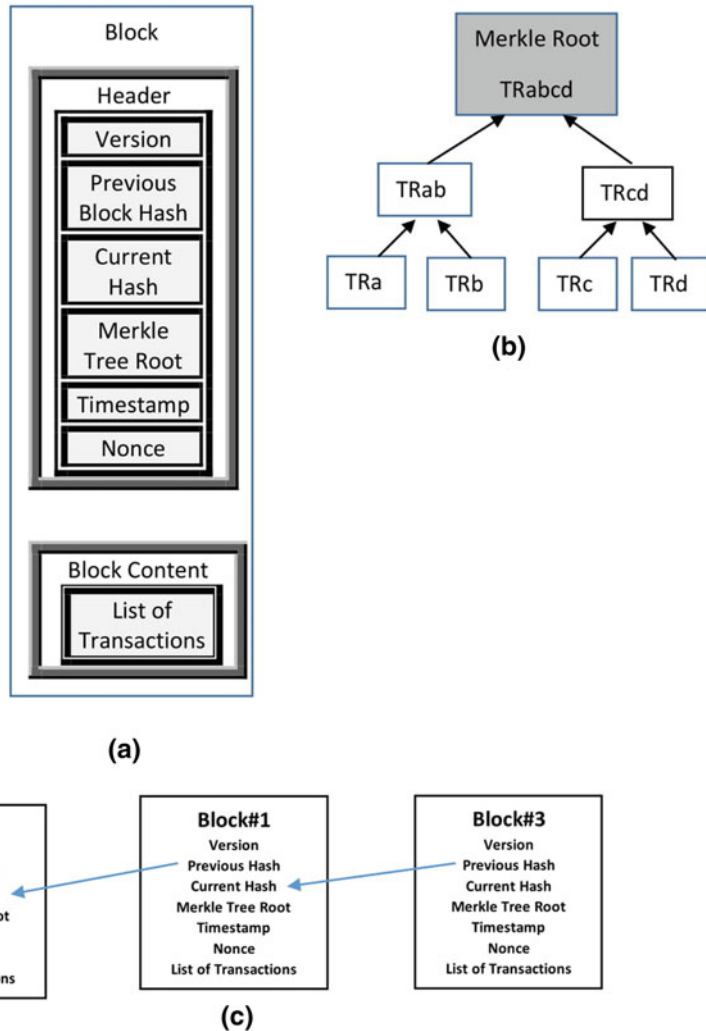 Block
Header
Version
Previous
Block Hash
Current
Hash
Merkle
Tree Root
Timestamp
Nonce
Block Content
List of
Transactions
(a)
Merkle Root
TRabcd
TRab
TRcd
TRa
TRb
TRc
TRd
(b)
ot
ns
Block#1
Version
Previous Hash
Current Hash
Merkle Tree Root
Timestamp
Nonce
List of Transactions
Block#3
Version
Previous Hash
Current Hash
Merkle Tree Root
Timestamp
Nonce
List of Transactions
(c)